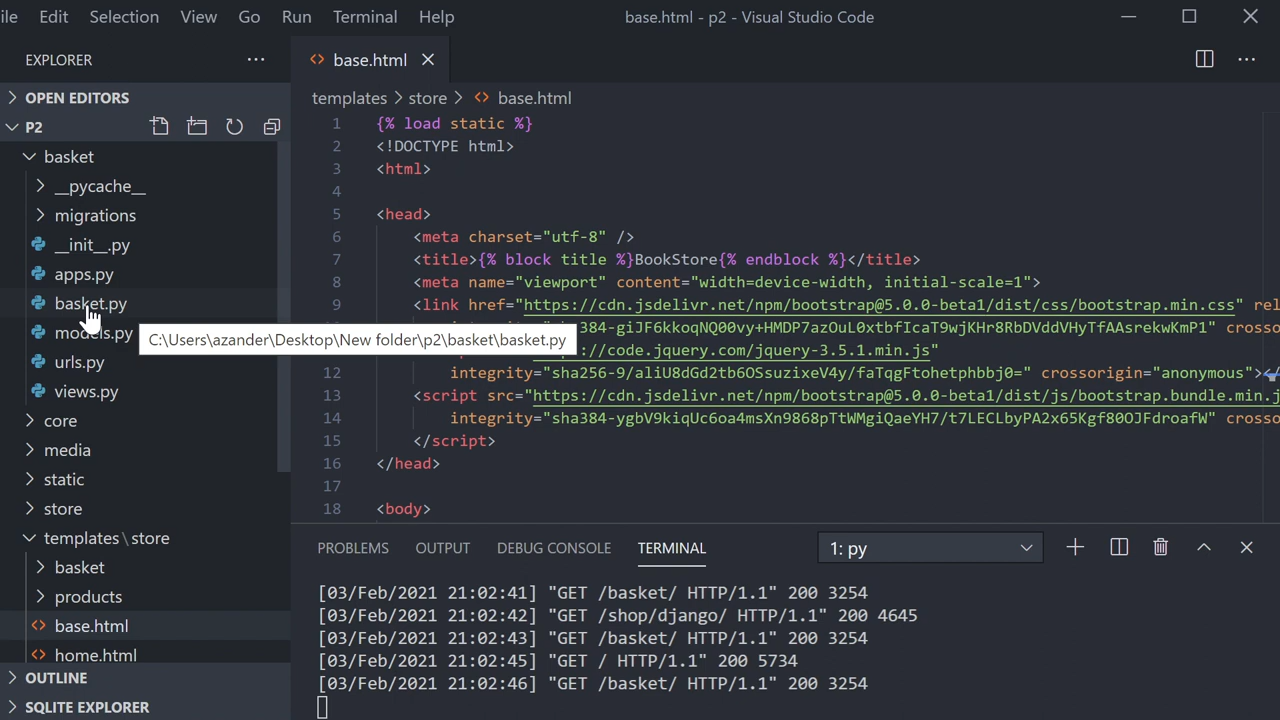 ile Edit Selection View Go Run Terminal Help base.html - p2 - Visual Studio Code
EXPLORER
OPEN EDITORS
P2
basket
__pycache__
migrations
__init__.py
apps.py
basket.py
models.py
urls.py
views.py
core
media
static
store
templates\store
basket
products
base.html
home.html
OUTLINE
SQLITE EXPLORER
C:\Users\azander\Desktop\New folder\p2\basket\basket.py
base.html
templates > store > base.html
1 {% load static %}
2 <!DOCTYPE html>
3 <html>
4
5 <head>
6 <meta charset="utf-8" />
7 <title>{% block title %}BookStore{% endblock %}</title>
8 <meta name="viewport" content="width=device-width, initial-scale=1">
9 <link href="https://cdn.jsdelivr.net/npm/bootstrap@5.0.0-beta1/dist/css/bootstrap.min.css" rel
384-giJF6kkoqNQ00vy+HMDP7azOuL0xtbfIcaT9wjKHr8RbDVddVHyTfAAsrekwKmP1" crosso
://code.jquery.com/jquery-3.5.1.min.js"
12 integrity="sha256-9/aliU8dGd2tb6OSsuzixeV4y/faTqgFtohetphbbj0=" crossorigin="anonymous"></
13 <script src="https://cdn.jsdelivr.net/npm/bootstrap@5.0.0-beta1/dist/js/bootstrap.bundle.min.j
14 integrity="sha384-ygbV9kiqUc6oa4msXn9868pTtWMgiQaeYH7/t7LEClbyPA2x65Kgf80OJFdroafW" crosso
15 </script>
16 </head>
17
18 <body>
PROBLEMS OUTPUT DEBUG CONSOLE TERMINAL 1: py
[03/Feb/2021 21:02:41] "GET /basket/ HTTP/1.1" 200 3254
[03/Feb/2021 21:02:42] "GET /shop/django/ HTTP/1.1" 200 4645
[03/Feb/2021 21:02:43] "GET /basket/ HTTP/1.1" 200 3254
[03/Feb/2021 21:02:45] "GET / HTTP/1.1" 200 5734
[03/Feb/2021 21:02:46] "GET /basket/ HTTP/1.1" 200 3254